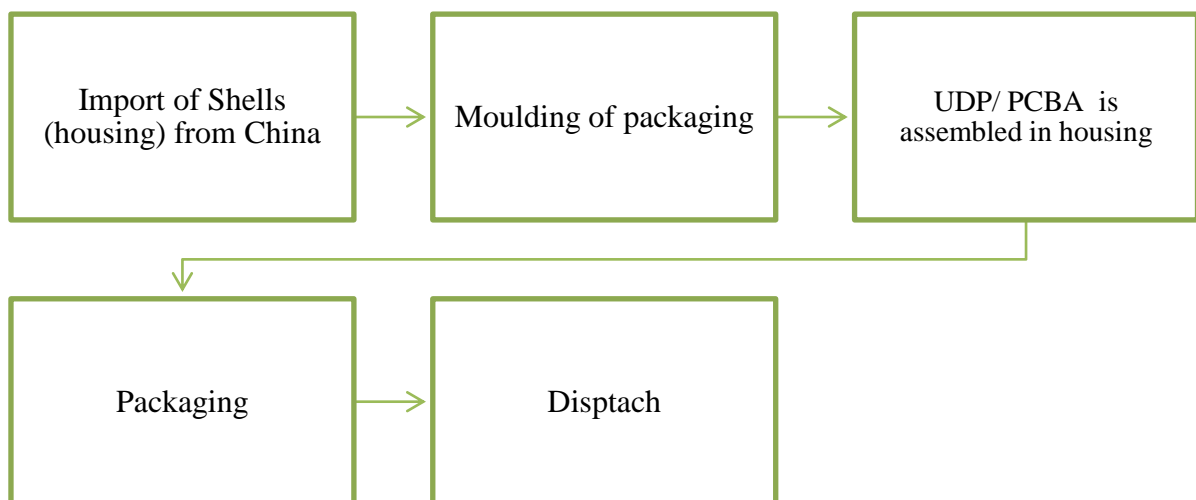 Import of Shells
(housing) from China
Moulding of packaging
UDP/ PCBA  is
assembled in housing
Packaging
Disptach